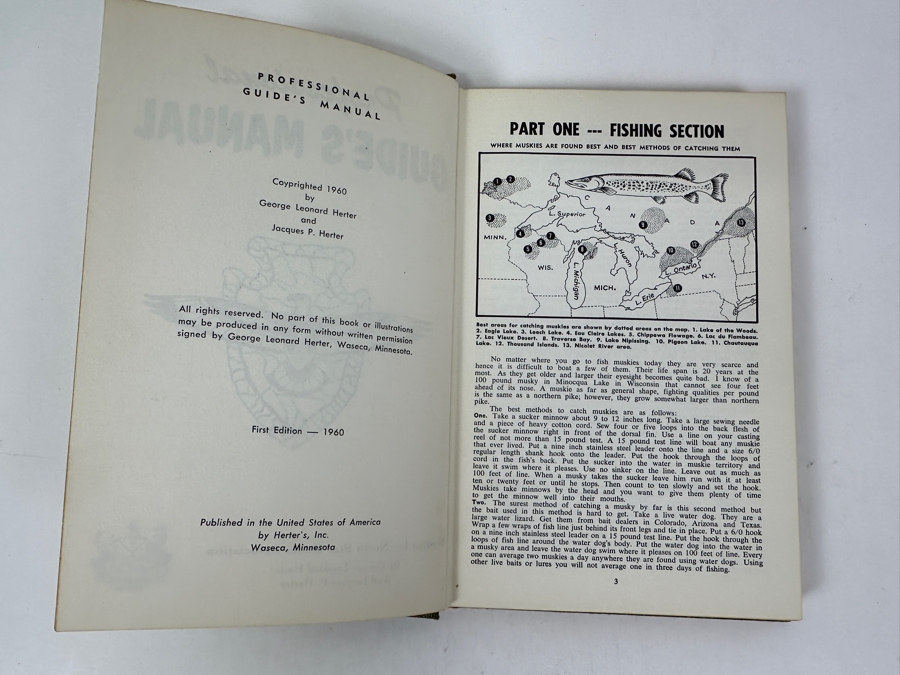 PROFESSIONAL
GUIDE'S MANUAL
Coyprighted 1960
by
George Leonard Herter
and
Jacques P. Herter
All rights reserved. No part of this book or illustrations
may be produced in any form without written permission
signed by George Leonard Herter, Waseca, Minnesota.
First Edition — 1960
Published in the United States of America
by Herter's, Inc.
Waseca, Minnesota
PART ONE --- FISHING SECTION
WHERE MUSKIES ARE FOUND BEST AND BEST METHODS OF CATCHING THEM
1 2
C A N A D A
L. Superior
3
MINN.
4
5 6 7
8
9
10
12
13
WIS.
L. Michigan
MICH.
L. Huron
L. Ontario
L. Erie
11
N.Y.
Best areas for catching muskies are shown by dotted areas on the map. 1. Lake of the Woods.
2. Eagle Lake. 3. Leech Lake. 4. Eau Claire Lakes. 5. Chippewa Flowage. 6. Lac du Flambeau.
7. Lac Vieux Desert. 8. Traverse Bay. 9. Lake Nipissing. 10. Pigeon Lake. 11. Chautauqua
Lake. 12. Thousand Islands. 13. Nicolet River area.
No matter where you go to fish muskies today they are very scarce and
hence it is difficult to boat a few of them. Their life span is 20 years at the
most. As they get older and larger their eyesight becomes quite bad. I know of a
100 pound musky in Minocqua Lake in Wisconsin that cannot see four feet
ahead of its nose. A muskie as far as general shape, fighting qualities per pound
is the same as a northern pike; however, they grow somewhat larger than northern
pike.
The best methods to catch muskies are as follows:
One. Take a sucker minnow about 9 to 12 inches long. Take a large sewing needle
and a piece of heavy cotton cord. Sew four or five loops into the back flesh of
the sucker minnow right in front of the dorsal fin. Use a line on your casting
reel of not more than 15 pound test. A 15 pound test line will boat any muskie
that ever lived. Put a nine inch stainless steel leader onto the line and a size 6/0
regular length shank hook onto the leader. Put the hook through the loops of
cord in the fish's back. Put the sucker into the water in muskie territory and
leave it swim where it pleases. Use no sinker on the line. Leave out as much as
100 feet of line. When a musky takes the sucker leave him run with it at least
ten or twenty feet or until he stops. Then count to ten slowly and set the hook.
Muskies take minnows by the head and you want to give them plenty of time
to get the minnow well into their mouths.
Two. The surest method of catching a musky by far is this second method but
the bait used in this method is hard to get. Take a live water dog. They are a
large water lizard. Get them from bait dealers in Colorado, Arizona and Texas.
Wrap a few wraps of fish line just behind its front legs and tie in place. Put a 6/0 hook
on a nine inch stainless steel leader on a 15 pound test line. Put the hook through the
loops of fish line around the water dog's body. Put the water dog into the water in
a musky area and leave the water dog swim where it pleases on 100 feet of line. Every
one can average two muskies a day anywhere they are found using water dogs. Using
other live baits or lures you will not average one in three days of fishing.
3